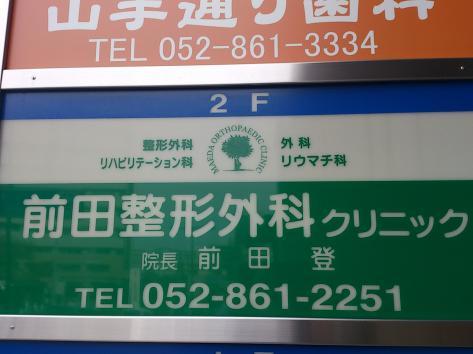 山手通り歯科
TEL 052-861-3334
2F
整形外科
リハビリテーション科
MAEDA ORTHOPAEDIC CLINIC
外科
リウマチ科
前田整形外科クリニック
院長 前田 登
TEL 052-861-2251